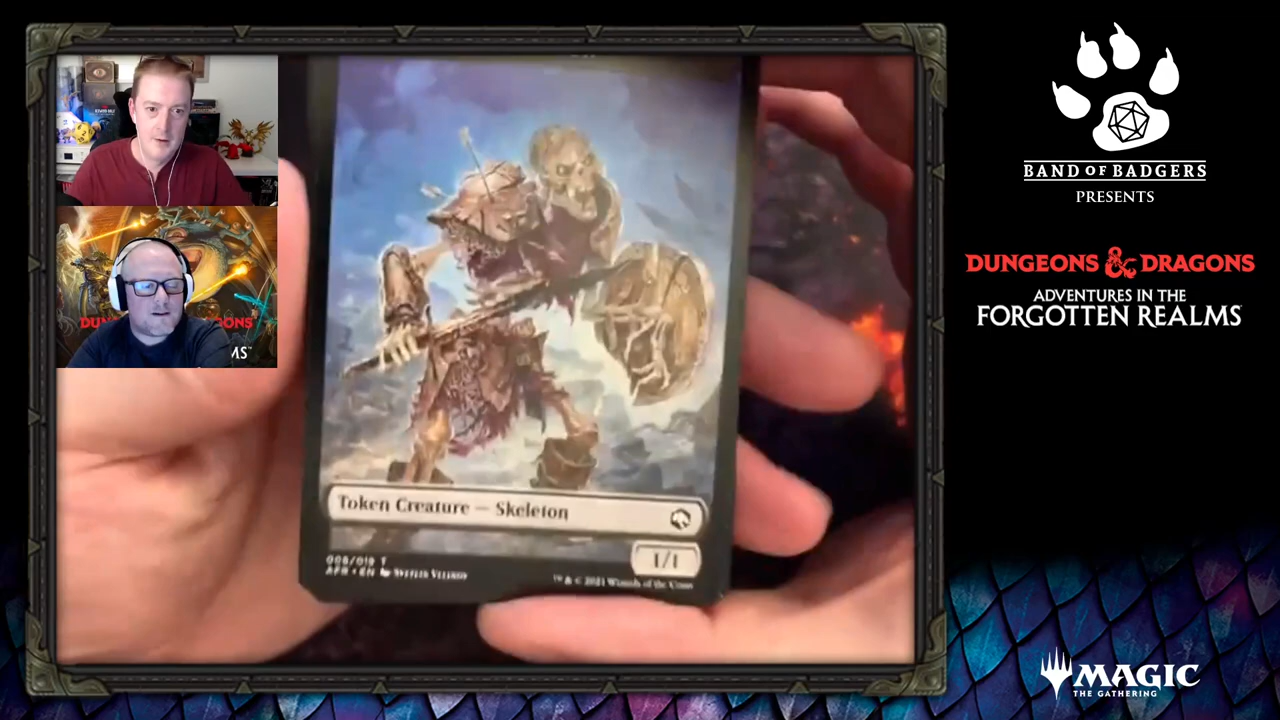 BAND OF BADGERS
PRESENTS
DUNGEONS & DRAGONS
ADVENTURES IN THE
FORGOTTEN REALMS
Token Creature — Skeleton
1/1
AFR • EN
™ & © 2021 Wizards of the Coast
MAGIC
THE GATHERING